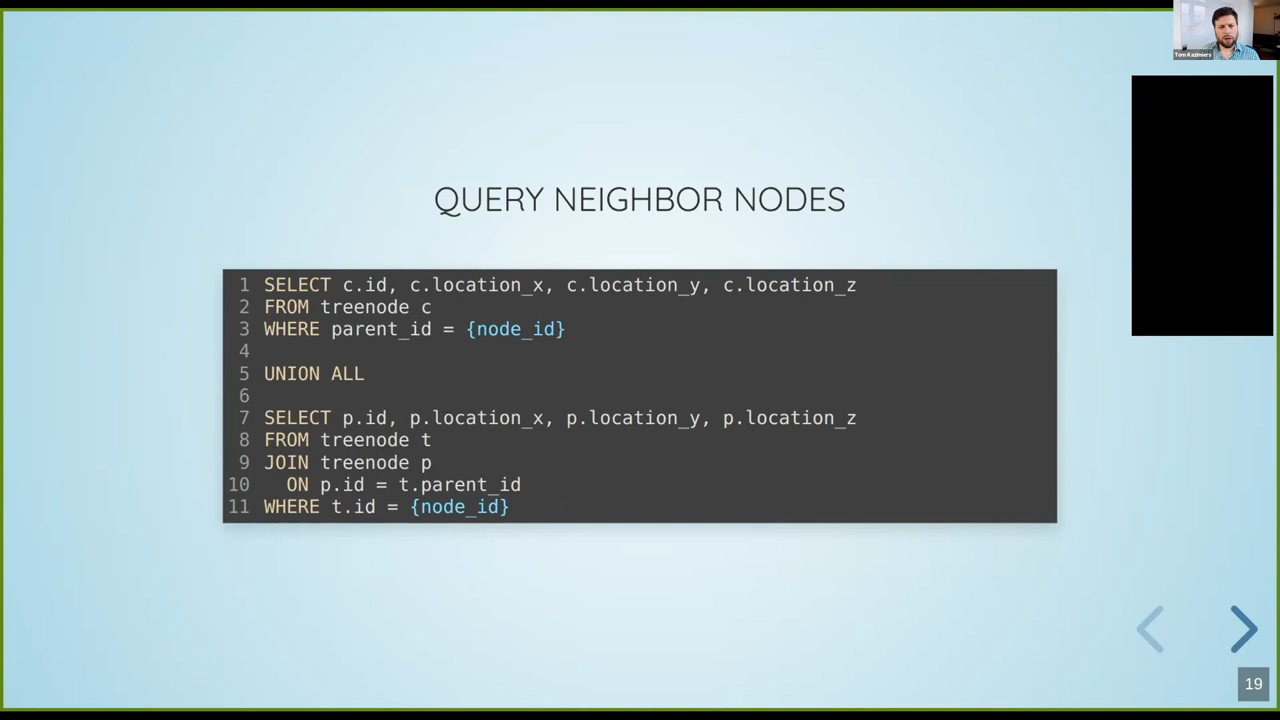 Tom Kazimiers
QUERY NEIGHBOR NODES
1 SELECT c.id, c.location_x, c.location_y, c.location_z
2 FROM treenode c
3 WHERE parent_id = {node_id}
4
5 UNION ALL
6
7 SELECT p.id, p.location_x, p.location_y, p.location_z
8 FROM treenode t
9 JOIN treenode p
10   ON p.id = t.parent_id
11 WHERE t.id = {node_id}
19